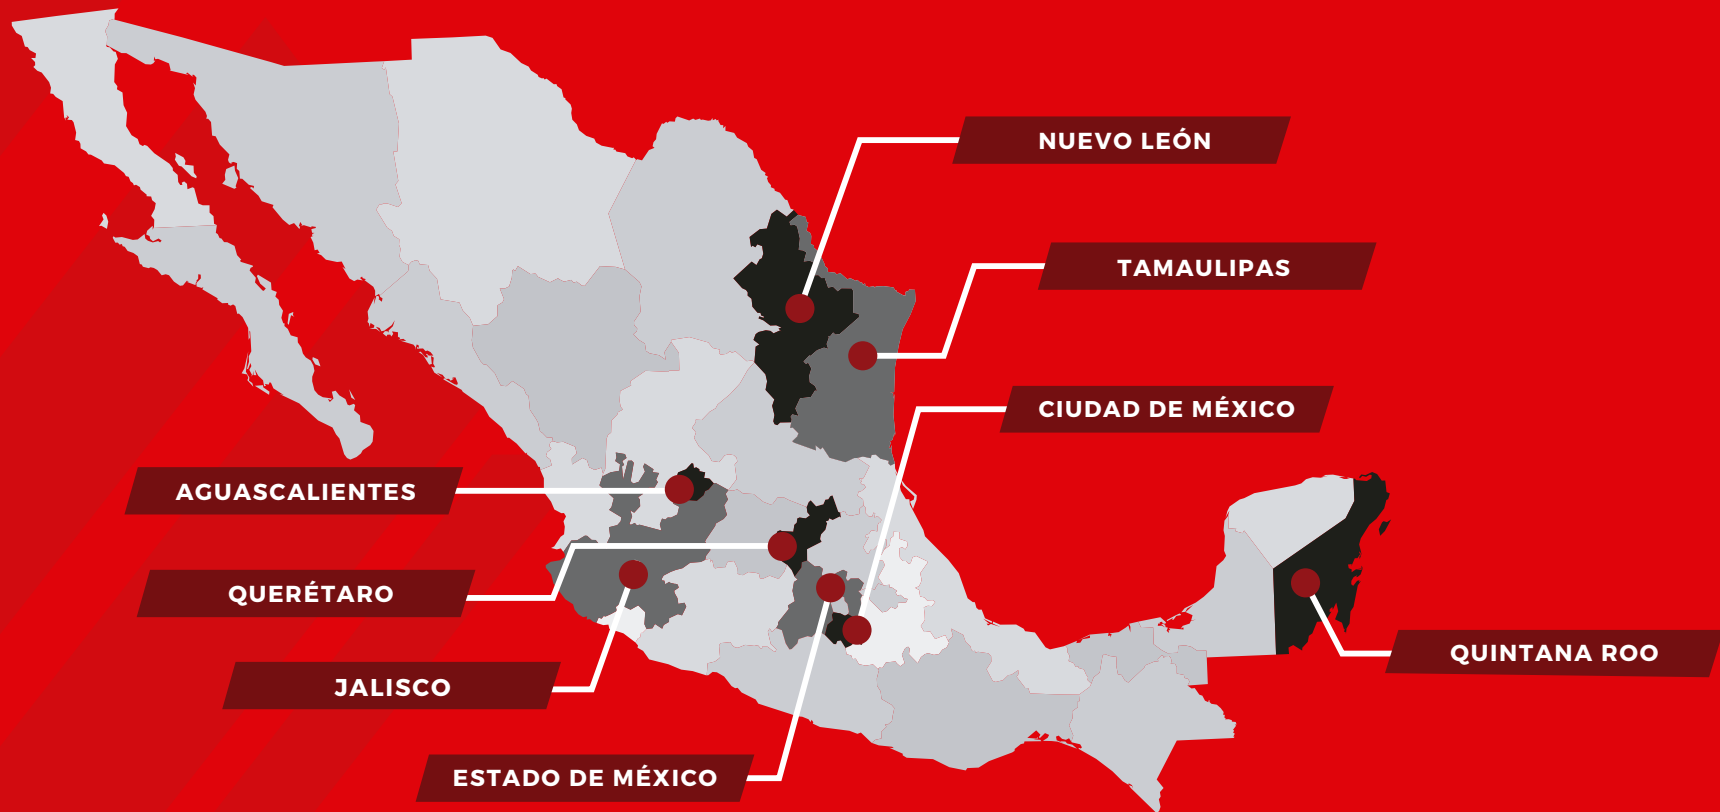 NUEVO LEÓN
TAMAULIPAS
CIUDAD DE MÉXICO
AGUASCALIENTES
QUERÉTARO
QUINTANA ROO
JALISCO
ESTADO DE MÉXICO